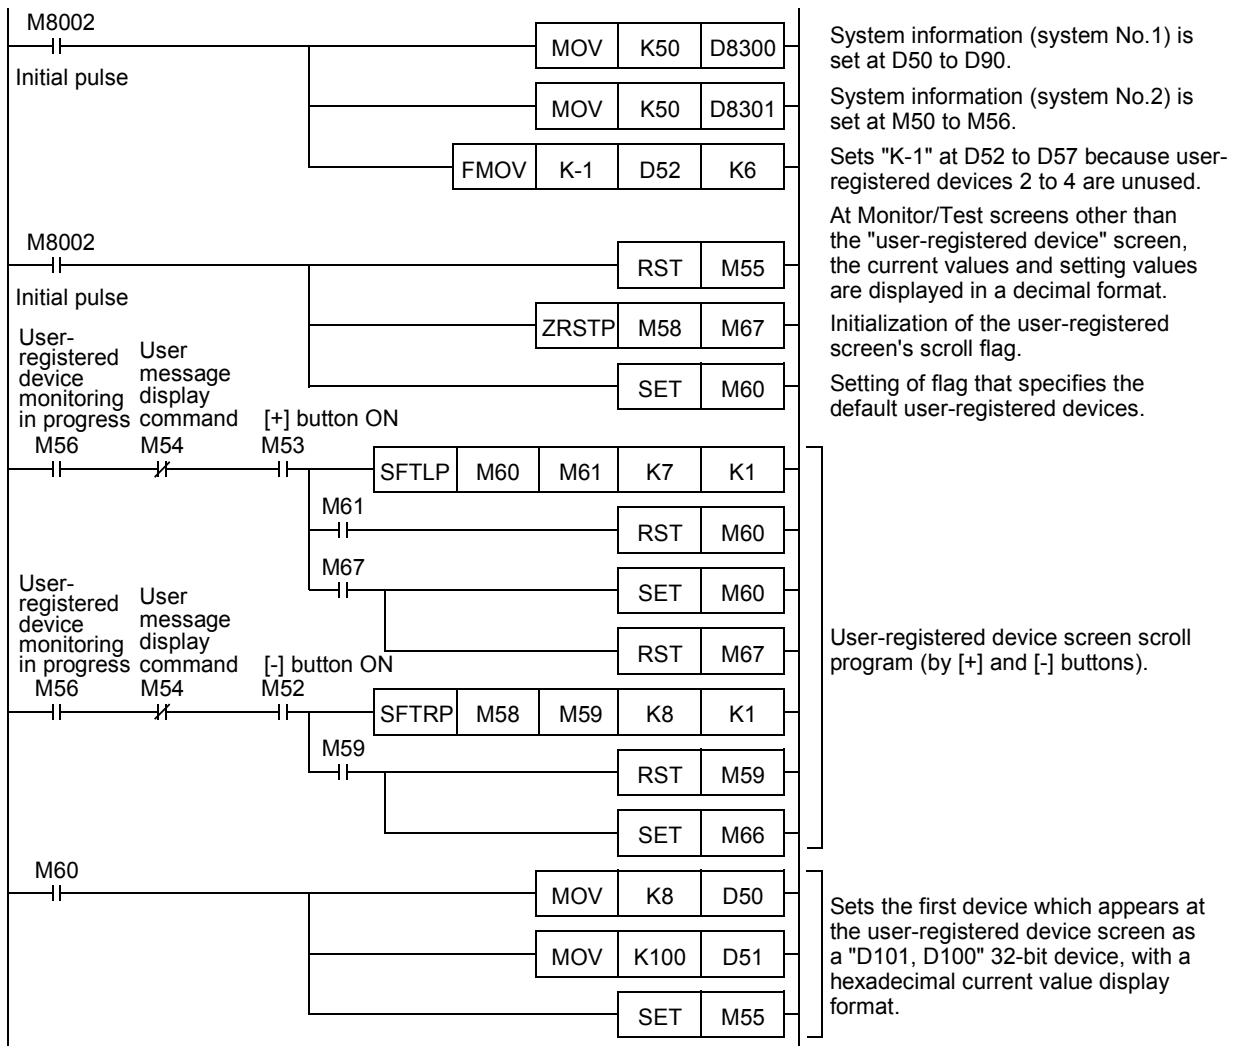 M8002
MOV K50 D8300
System information (system No.1) is
set at D50 to D90.
Initial pulse
MOV K50 D8301
System information (system No.2) is
set at M50 to M56.
FMOV K-1 D52 K6
Sets "K-1" at D52 to D57 because user-
registered devices 2 to 4 are unused.
M8002
RST M55
At Monitor/Test screens other than
the "user-registered device" screen,
the current values and setting values
are displayed in a decimal format.
Initial pulse
ZRSTP M58 M67
Initialization of the user-registered
screen's scroll flag.
SET M60
Setting of flag that specifies the
default user-registered devices.
User-
registered
device
monitoring
in progress
User
message
display
command
[+] button ON
M56 M54 M53
SFTLP M60 M61 K7 K1
M61
RST M60
M67
SET M60
RST M67
User-registered device screen scroll
program (by [+] and [-] buttons).
User-
registered
device
monitoring
in progress
User
message
display
command
[-] button ON
M56 M54 M52
SFTRP M58 M59 K8 K1
M59
RST M59
SET M66
M60
MOV K8 D50
MOV K100 D51
SET M55
Sets the first device which appears at
the user-registered device screen as
a "D101, D100" 32-bit device, with a
hexadecimal current value display
format.